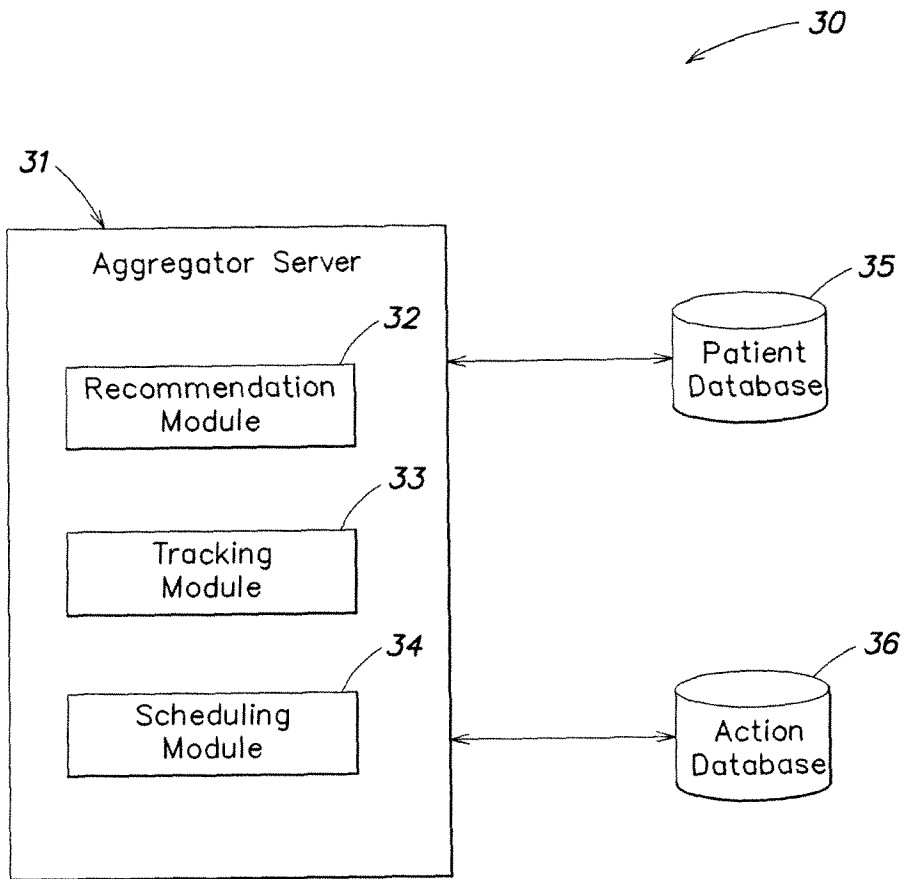 30
31
Aggregator Server
32
Recommendation
Module
33
Tracking
Module
34
Scheduling
Module
35
Patient
Database
36
Action
Database